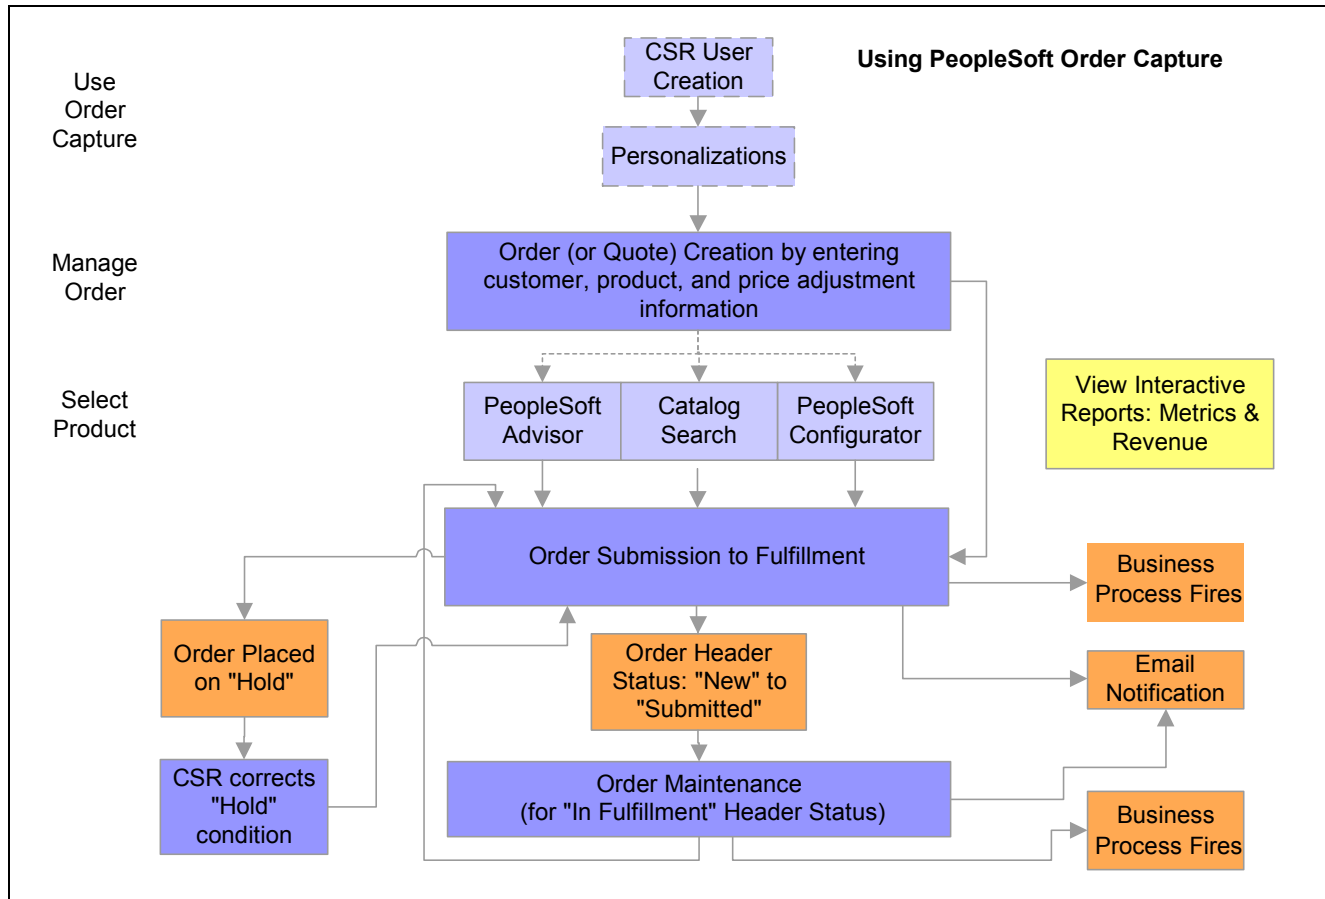 Using PeopleSoft Order Capture
Use
Order
Capture
CSR User
Creation
Personalizations
Manage
Order
Order (or Quote) Creation by entering
customer, product, and price adjustment
information
Select
Product
PeopleSoft
Advisor
Catalog
Search
PeopleSoft
Configurator
View Interactive
Reports: Metrics &
Revenue
Order Submission to Fulfillment
Business
Process Fires
Order Placed
on "Hold"
Order Header
Status: "New" to
"Submitted"
Email
Notification
CSR corrects
"Hold"
condition
Order Maintenance
(for "In Fulfillment" Header Status)
Business
Process Fires